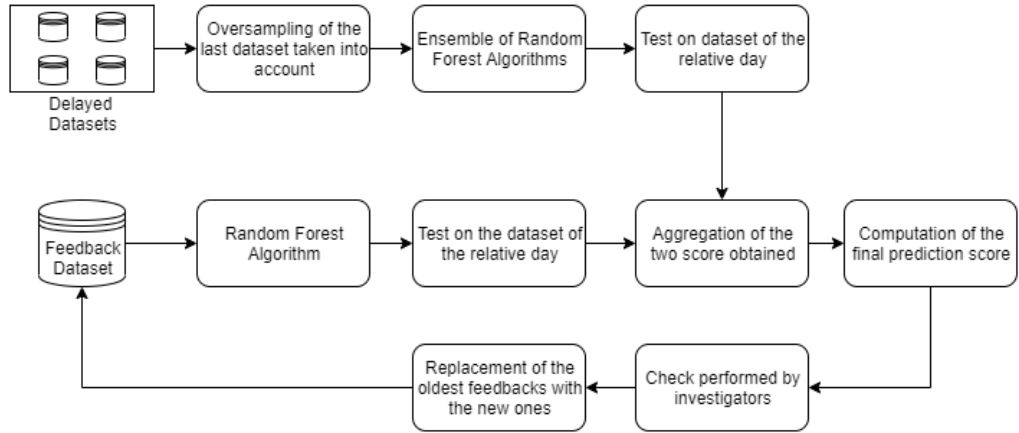 Delayed
Datasets
Oversampling of the
last dataset taken into
account
Ensemble of Random
Forest Algorithms
Test on dataset of the
relative day
Feedback
Dataset
Random Forest
Algorithm
Test on the dataset of
the relative day
Aggregation of the
two score obtained
Computation of the
final prediction score
Replacement of the
oldest feedbacks with
the new ones
Check performed by
investigators